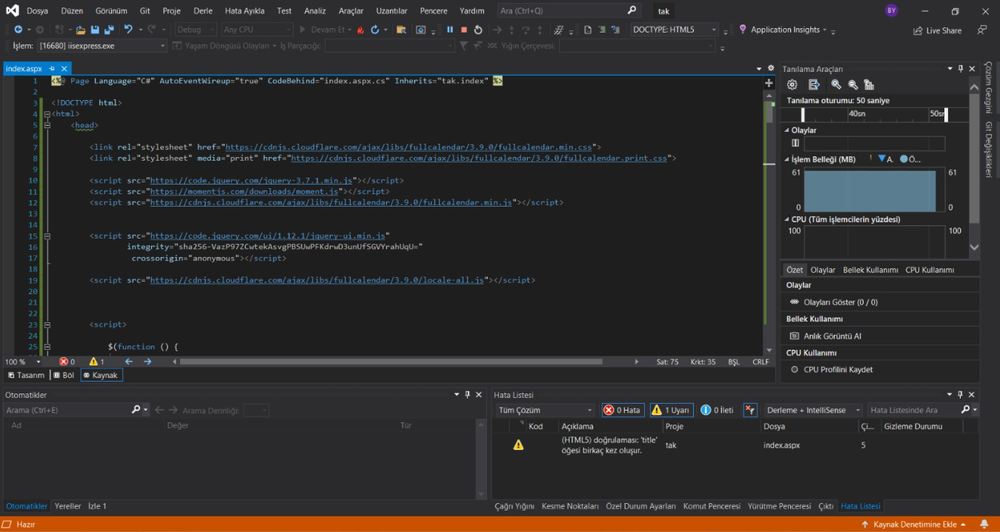 Dosya Düzen Görünüm Git Proje Derle Hata Ayıkla Test Analiz Araçlar Uzantılar Pencere Yardım Ara (Ctrl+Q) tak BY
Debug Any CPU Devam Et DOCTYPE: HTML5 Application Insights Live Share
İşlem: [16680] iisexpress.exe Yaşam Döngüsü Olayları İş Parçacığı: Yığın Çerçevesi:
index.aspx
1 <%@ Page Language="C#" AutoEventWireup="true" CodeBehind="index.aspx.cs" Inherits="tak.index" %>
2
3 <!DOCTYPE html>
4 <html>
5 <head>
6
7 <link rel="stylesheet" href="https://cdnjs.cloudflare.com/ajax/libs/fullcalendar/3.9.0/fullcalendar.min.css">
8 <link rel="stylesheet" media="print" href="https://cdnjs.cloudflare.com/ajax/libs/fullcalendar/3.9.0/fullcalendar.print.css">
9
10 <script src="https://code.jquery.com/jquery-3.7.1.min.js"></script>
11 <script src="https://momentjs.com/downloads/moment.js"></script>
12 <script src="https://cdnjs.cloudflare.com/ajax/libs/fullcalendar/3.9.0/fullcalendar.min.js"></script>
13
14
15 <script src="https://code.jquery.com/ui/1.12.1/jquery-ui.min.js"
16 integrity="sha256-VazP97ZCwtekAsvgPBSUwPFKdrwD3unUfSGVYrahUqU="
17 crossorigin="anonymous"></script>
18
19 <script src="https://cdnjs.cloudflare.com/ajax/libs/fullcalendar/3.9.0/locale-all.js"></script>
20
21
22
23 <script>
24
25 $(function () {
100 % 0 1 Sat: 75 Krkt: 35 BŞL CRLF
Tasarım Böl Kaynak
Tanılama Araçları
Tanılama oturumu: 50 saniye
40sn 50sn
Olaylar
İşlem Belleği (MB) A. Ö...
61 61
0 0
CPU (Tüm işlemcilerin yüzdesi)
100 100
Özet Olaylar Bellek Kullanımı CPU Kullanımı
Olaylar
Olayları Göster (0 / 0)
Bellek Kullanımı
Anlık Görüntü Al
CPU Kullanımı
CPU Profilini Kaydet
Çözüm Gezgini
Git Değişiklikleri
Otomatikler
Arama (Ctrl+E) Arama Derinliği:
Ad Değer Tür
Otomatikler Yereller İzle 1
Hata Listesi
Tüm Çözüm 0 Hata 1 Uyarı 0 İleti Derleme + IntelliSense Hata Listesinde Ara
Kod Açıklama Proje Dosya Çi... Gizleme Durumu
(HTML5) doğrulaması: 'title'
öğesi birkaç kez oluşur. tak index.aspx 5
Çağrı Yığını Kesme Noktaları Özel Durum Ayarları Komut Penceresi Yürütme Penceresi Çıktı Hata Listesi
Hazır Kaynak Denetimine Ekle